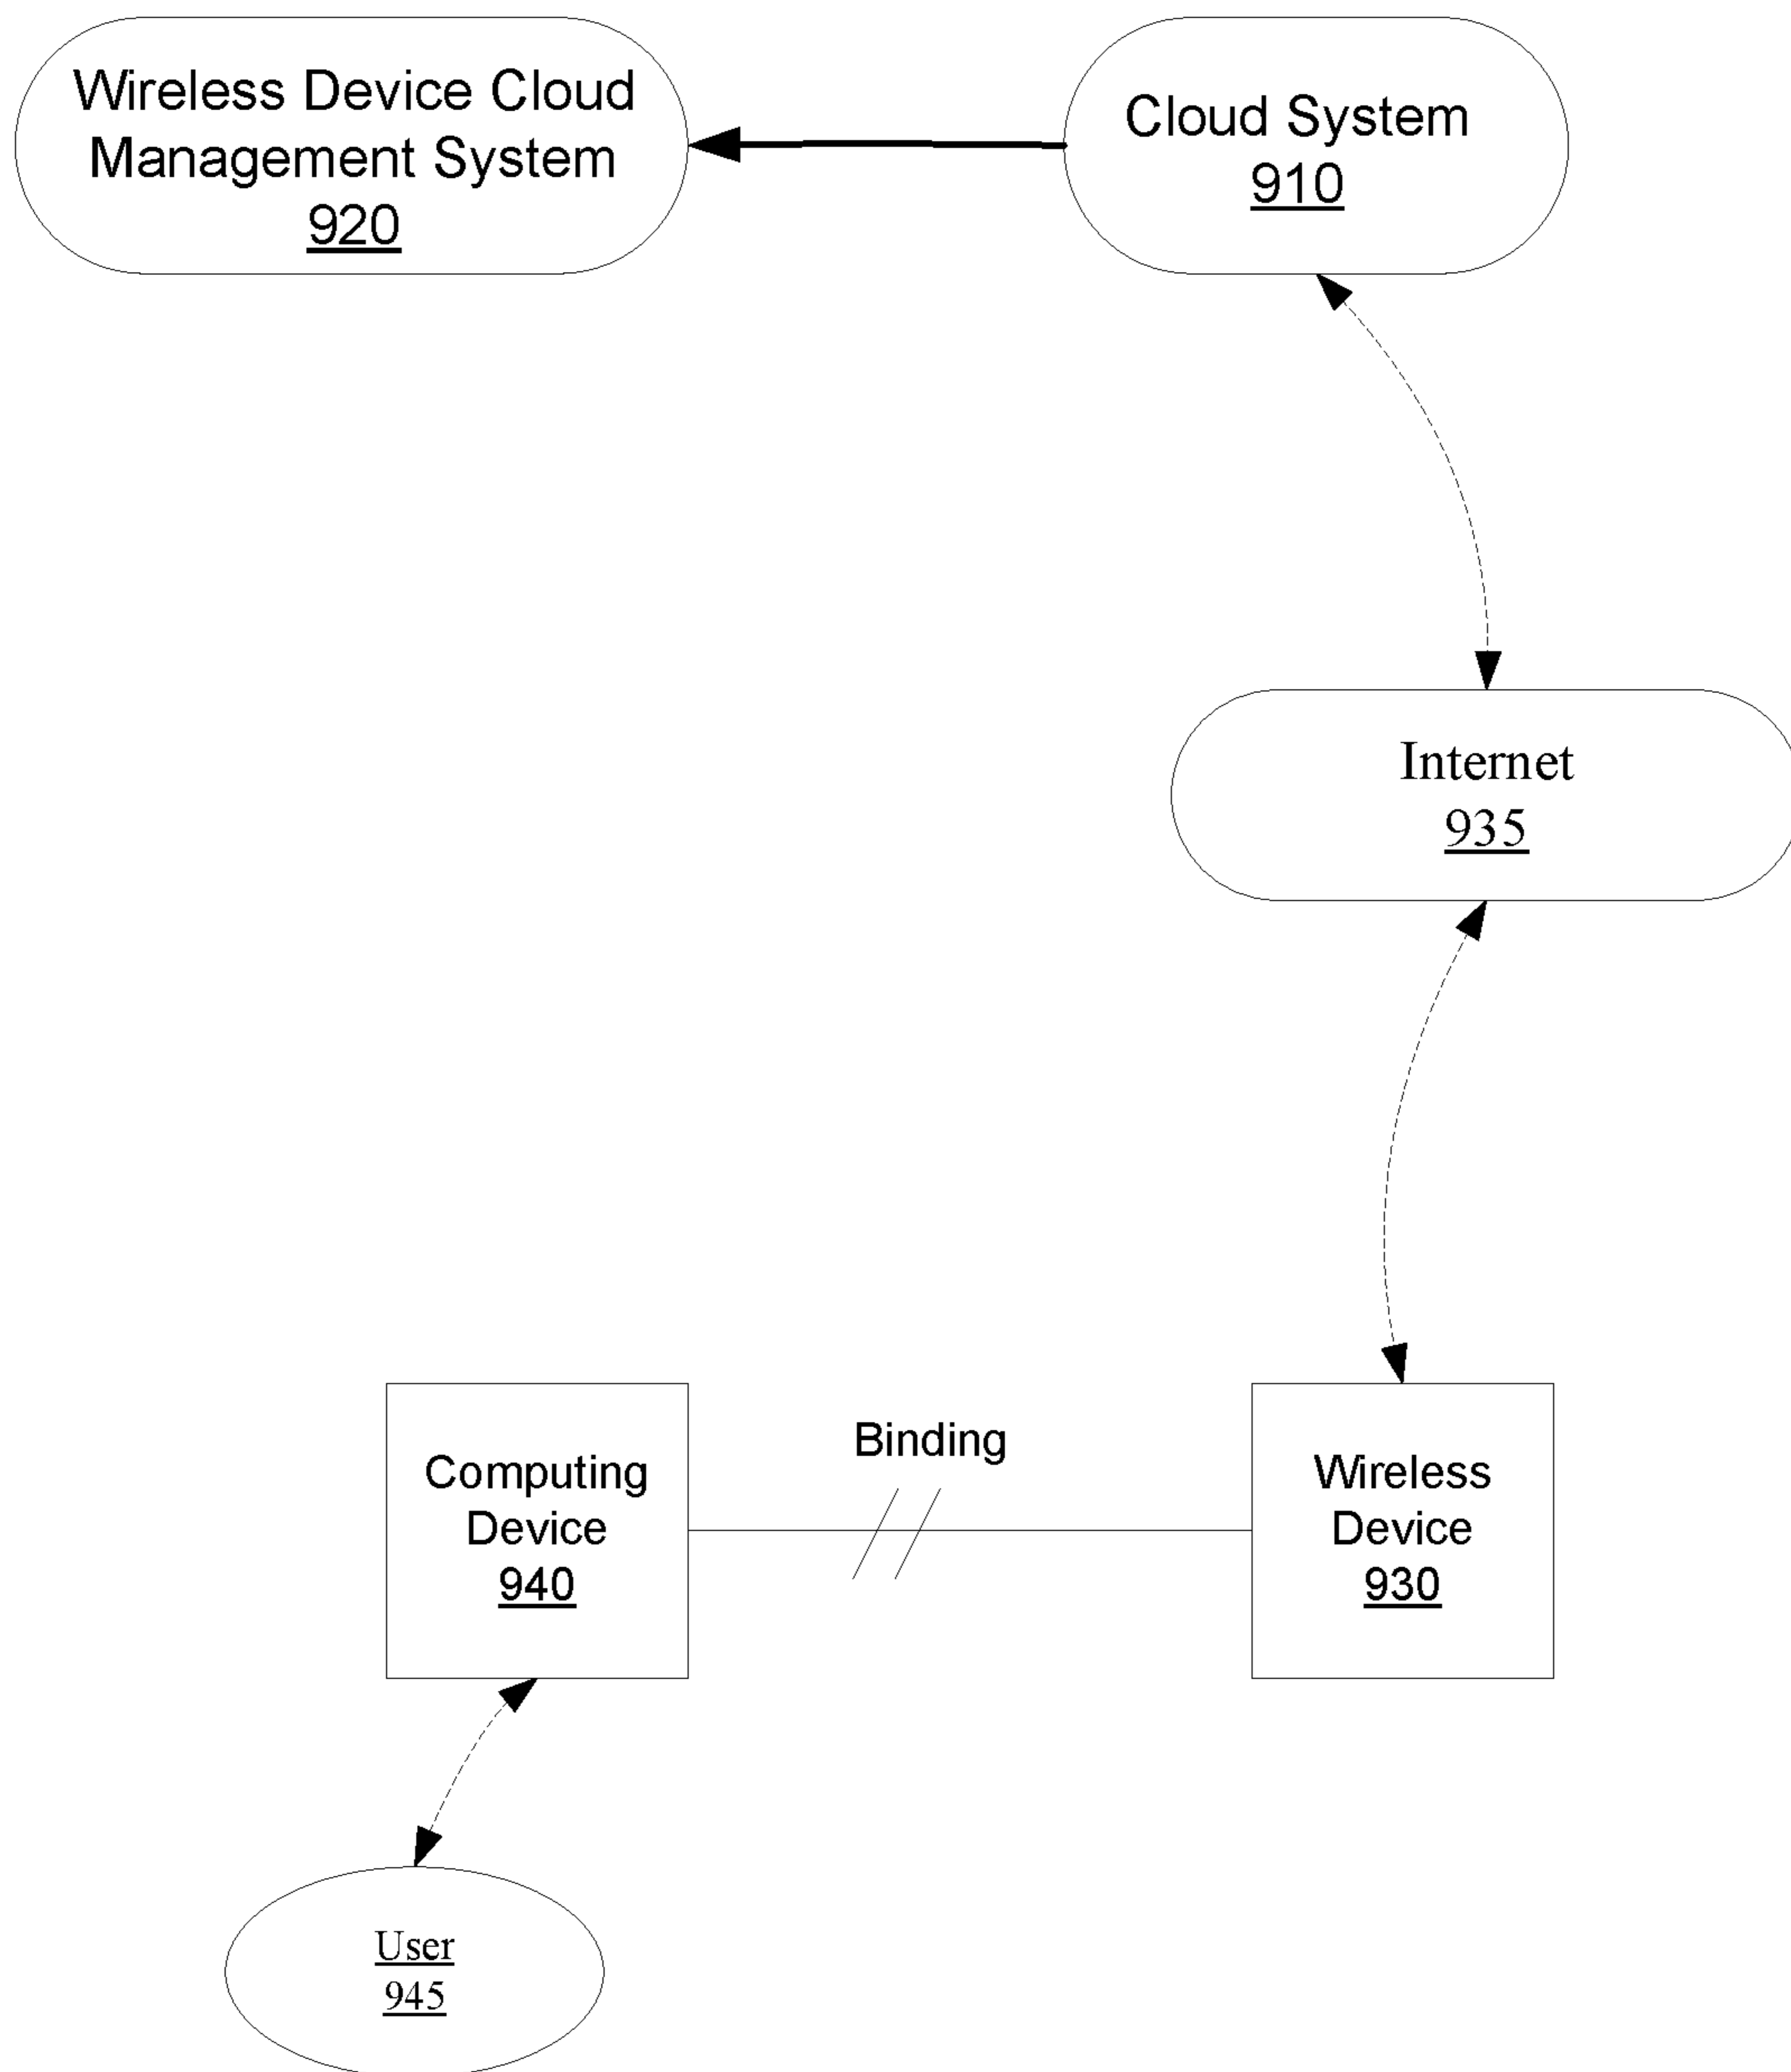 Wireless Device Cloud
Management System
920
Cloud System
910
Internet
935
Binding
Computing
Device
940
Wireless
Device
930
User
945